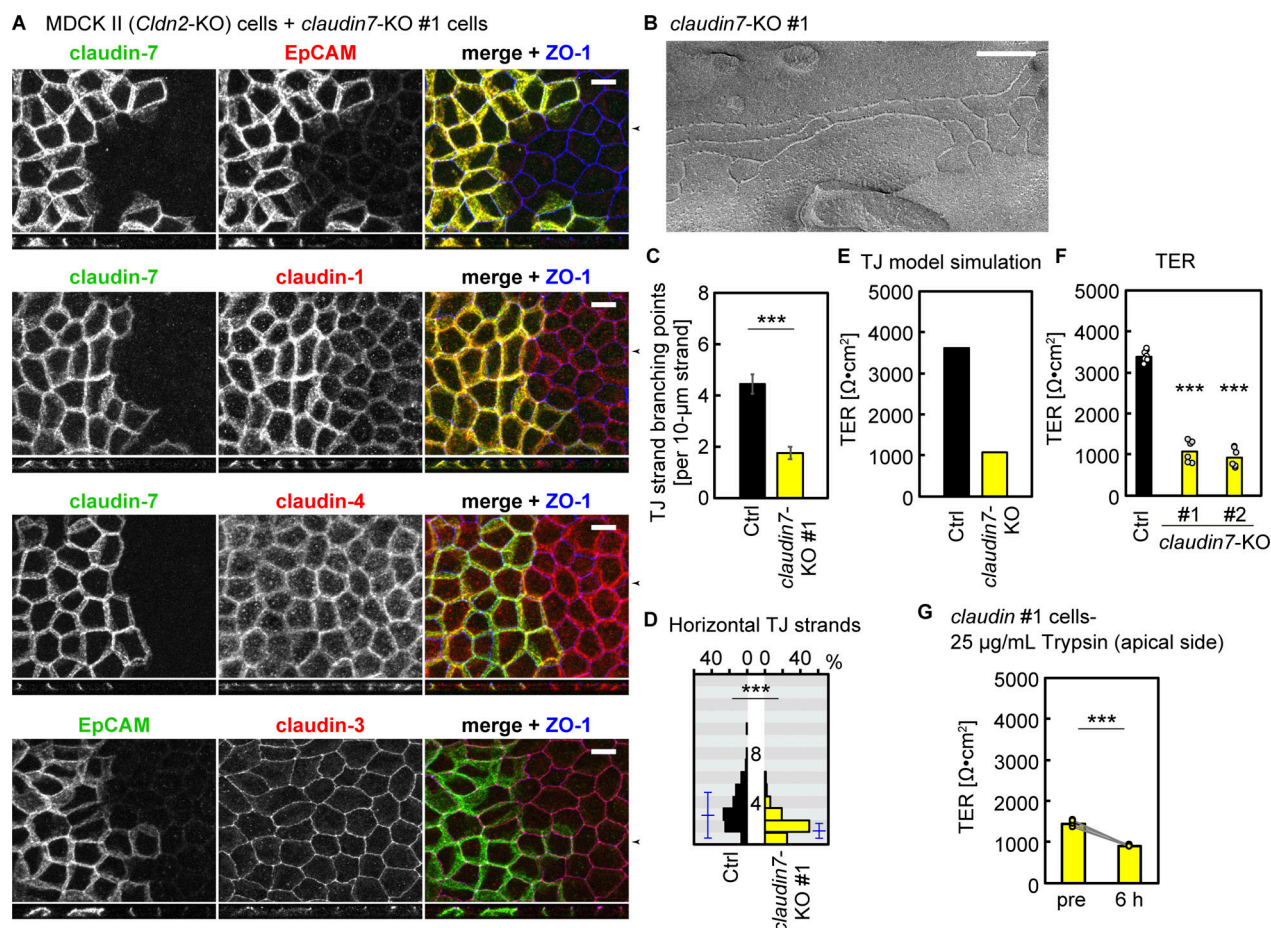 A MDCK II (Cldn2-KO) cells + claudin7-KO #1 cells
claudin-7 EpCAM merge + ZO-1
claudin-7 claudin-1 merge + ZO-1
claudin-7 claudin-4 merge + ZO-1
EpCAM claudin-3 merge + ZO-1
B claudin7-KO #1
C
TJ strand branching points
[per 10-µm strand]
8
6
4
2
0
***
Ctrl
claudin7-
KO #1
D Horizontal TJ strands
40 0 0 40 %
***
8
4
Ctrl
claudin7-
KO #1
E TJ model simulation
TER [Ω•cm²]
5000
4000
3000
2000
1000
0
Ctrl
claudin7-
KO
F TER
TER [Ω•cm²]
5000
4000
3000
2000
1000
0
*** ***
Ctrl
#1 #2
claudin7-KO
G claudin #1 cells-
25 µg/mL Trypsin (apical side)
TER [Ω•cm²]
5000
4000
3000
2000
1000
0
***
pre 6 h